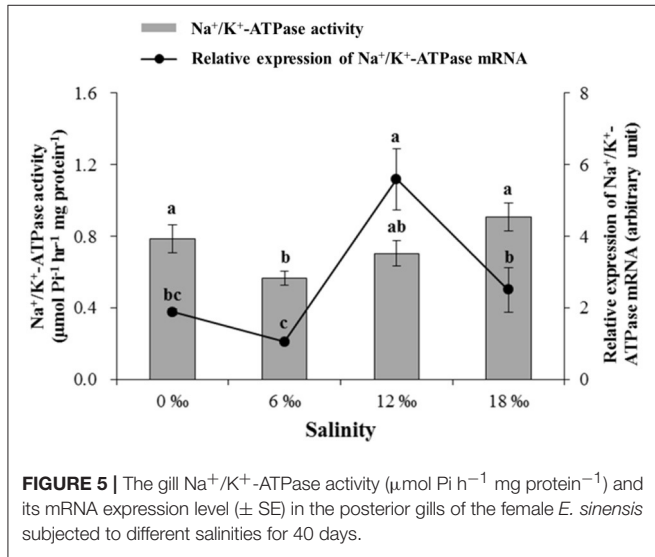 Na⁺/K⁺-ATPase activity
Relative expression of Na⁺/K⁺-ATPase mRNA
Na⁺/K⁺-ATPase activity
(μmol Pi⁻¹ hr⁻¹ mg protein⁻¹)
1.6
1.2
0.8
0.4
0.0
a
b
ab
a
bc
c
a
b
8
6
4
2
0
Relative expression of Na⁺/K⁺-
ATPase mRNA (arbitrary unit)
0 ‰ 6 ‰ 12 ‰ 18 ‰
Salinity
FIGURE 5 | The gill Na⁺/K⁺-ATPase activity (μmol Pi h⁻¹ mg protein⁻¹) and
its mRNA expression level (± SE) in the posterior gills of the female E. sinensis
subjected to different salinities for 40 days.